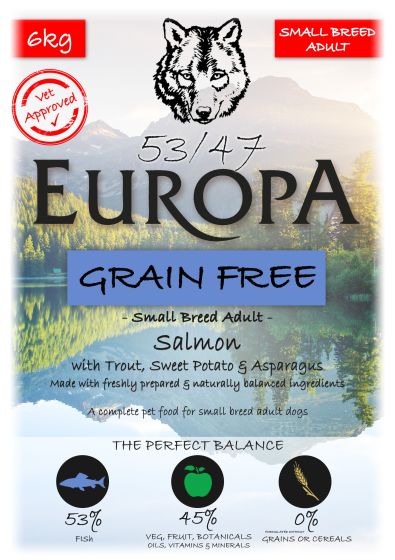 6kg
SMALL BREED
ADULT
Vet
Approved
53/47
EUROPA
GRAIN FREE
- Small Breed Adult -
Salmon
with Trout, Sweet Potato & Asparagus
Made with freshly prepared & naturally balanced ingredients
A complete pet food for small breed adult dogs
THE PERFECT BALANCE
53%
FISH
45%
VEG, FRUIT, BOTANICALS
OILS, VITAMINS & MINERALS
0%
FORMULATED WITHOUT
GRAINS OR CEREALS